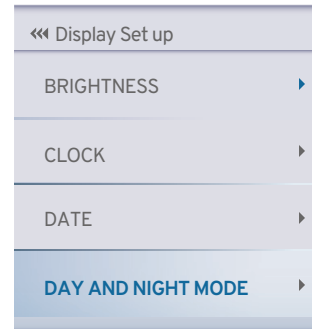 Display Set up
BRIGHTNESS
CLOCK
DATE
DAY AND NIGHT MODE